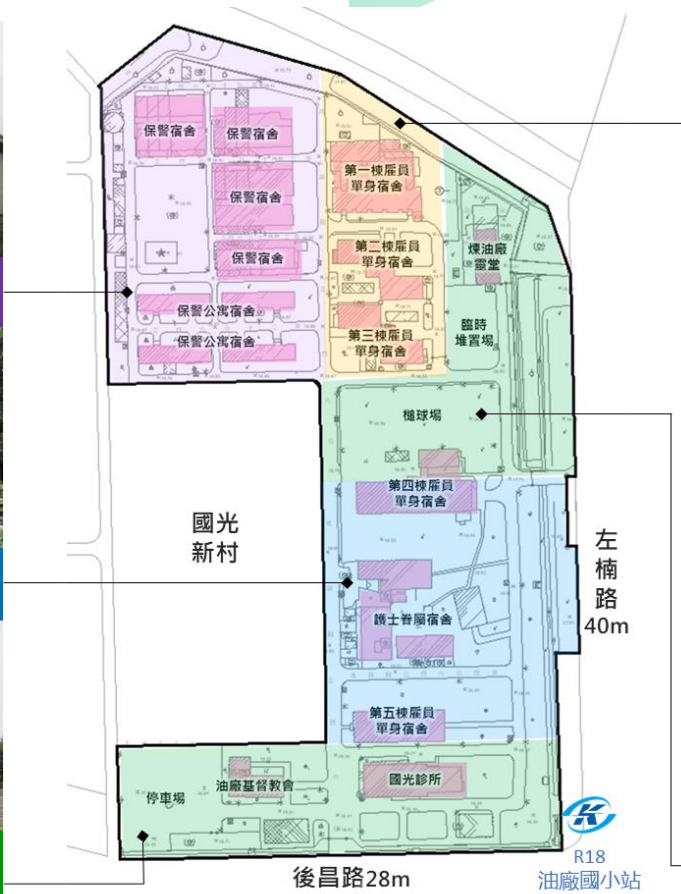 保警宿舍
保警宿舍
保警宿舍
保警宿舍
保警公寓宿舍
保警公寓宿舍
第一棟雇員
單身宿舍
第二棟雇員
單身宿舍
第三棟雇員
單身宿舍
煉油廠
靈堂
臨時
堆置場
槌球場
第四棟雇員
單身宿舍
國光
新村
護士眷屬宿舍
左
楠
路
40m
第五棟雇員
單身宿舍
停車場
油廠基督教會
國光診所
後昌路28m
K
R18
油廠國小站